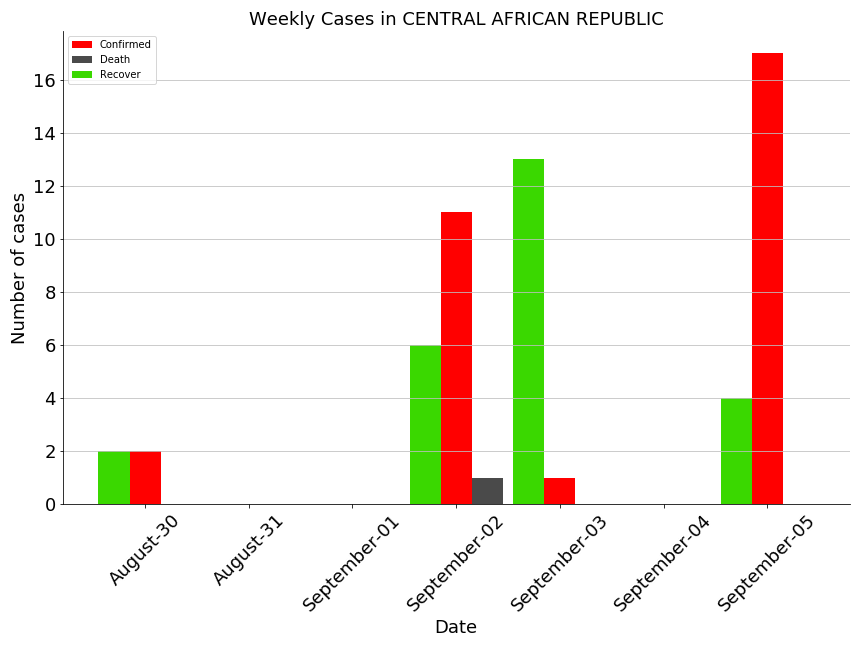 Weekly Cases in CENTRAL AFRICAN REPUBLIC
Confirmed
Death
Recover
Number of cases
16
14
12
10
8
6
4
2
0
August-30
August-31
September-01
September-02
September-03
September-04
September-05
Date